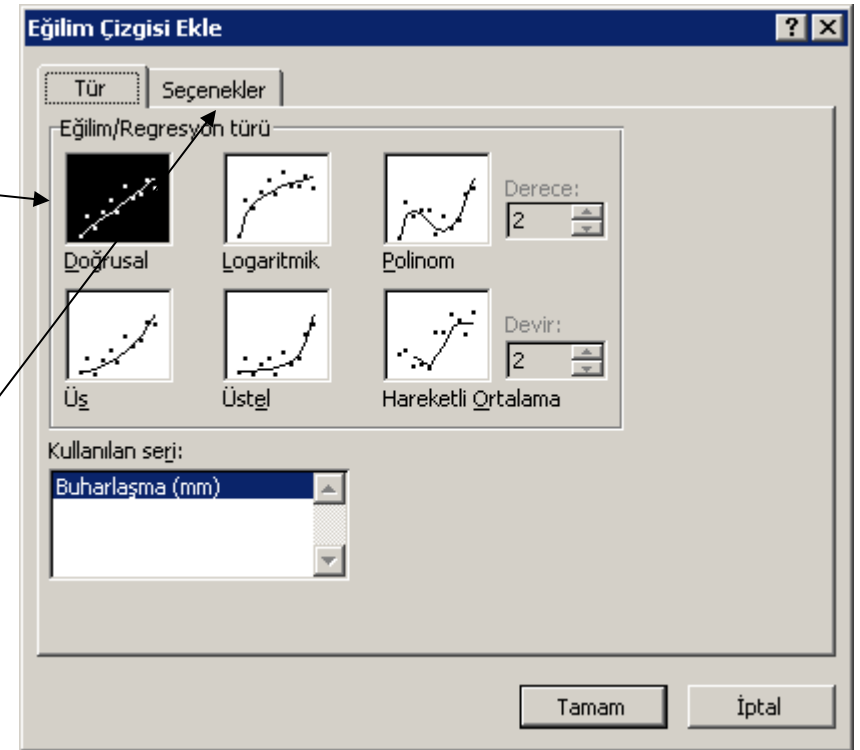 Eğilim Çizgisi Ekle
Tür Seçenekler
Eğilim/Regresyon türü
Doğrusal Logaritmik Polinom
Derece:
2
Üs Üstel Hareketli Ortalama
Devir:
2
Kullanılan seri:
Buharlaşma (mm)
Tamam İptal